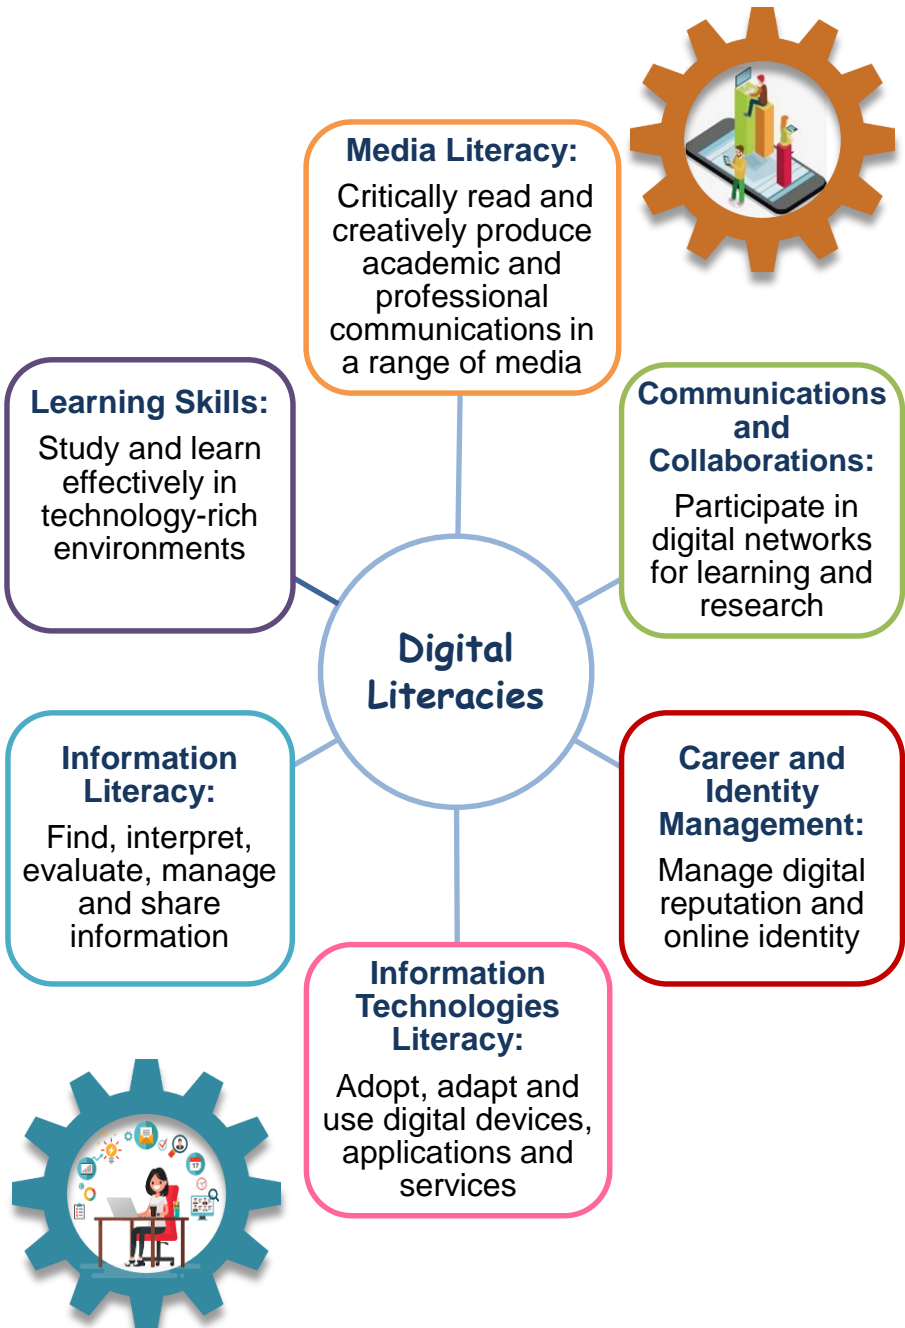 Media Literacy:
Critically read and
creatively produce
academic and
professional
communications in
a range of media
Learning Skills:
Study and learn
effectively in
technology-rich
environments
Communications
and
Collaborations:
Participate in
digital networks
for learning and
research
Digital
Literacies
Information
Literacy:
Find, interpret,
evaluate, manage
and share
information
Career and
Identity
Management:
Manage digital
reputation and
online identity
Information
Technologies
Literacy:
Adopt, adapt and
use digital devices,
applications and
services
17